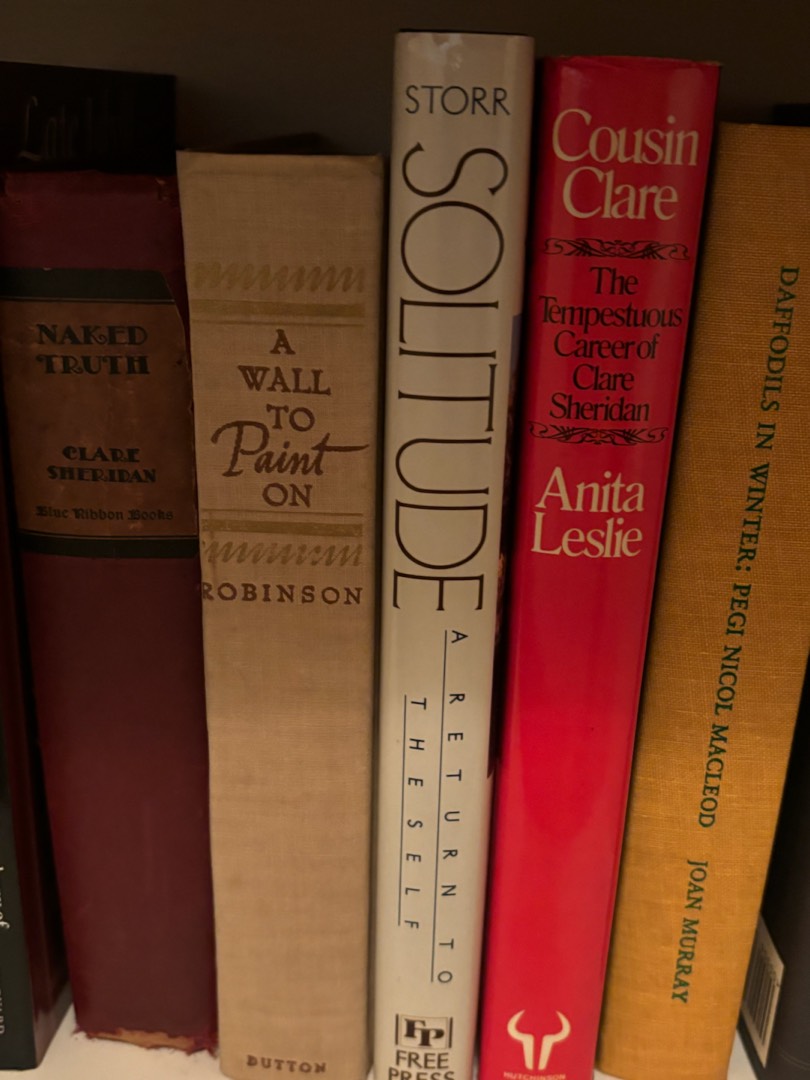 NAKED
TRUTH
CLARE
SHERIDAN
Blue Ribbon Books
A
WALL
TO
Paint
ON
ROBINSON
DUTTON
STORR
SOLITUDE
A RETURN TO
THE SELF
FP
FREE
PRESS
Cousin
Clare
The
Tempestuous
Career of
Clare
Sheridan
Anita
Leslie
HUTCHINSON
DAFFODILS IN WINTER: PEGI NICOL MACLEOD JOAN MURRAY